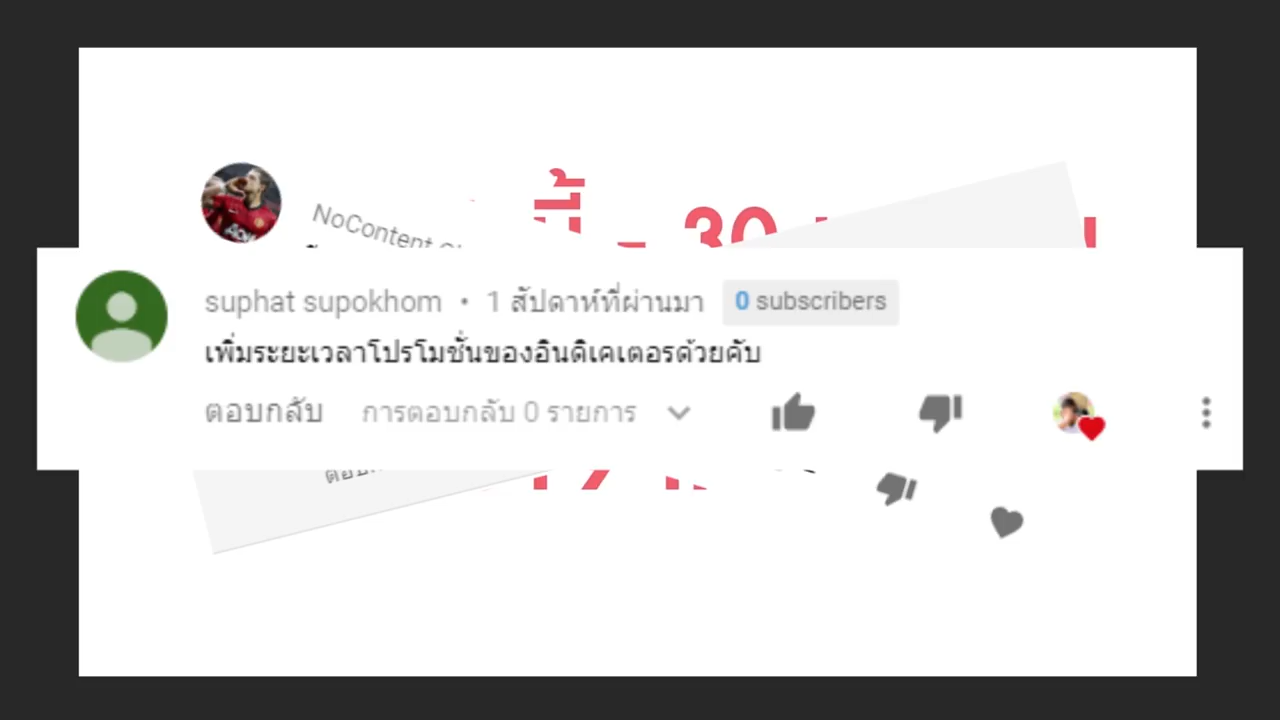 NoContent
30
suphat supokhom • 1 สัปดาห์ที่ผ่านมา 0 subscribers
เพิ่มระยะเวลาโปรโมชั่นของอินดิเคเตอรด้วยคับ
ตอบกลับ การตอบกลับ 0 รายการ